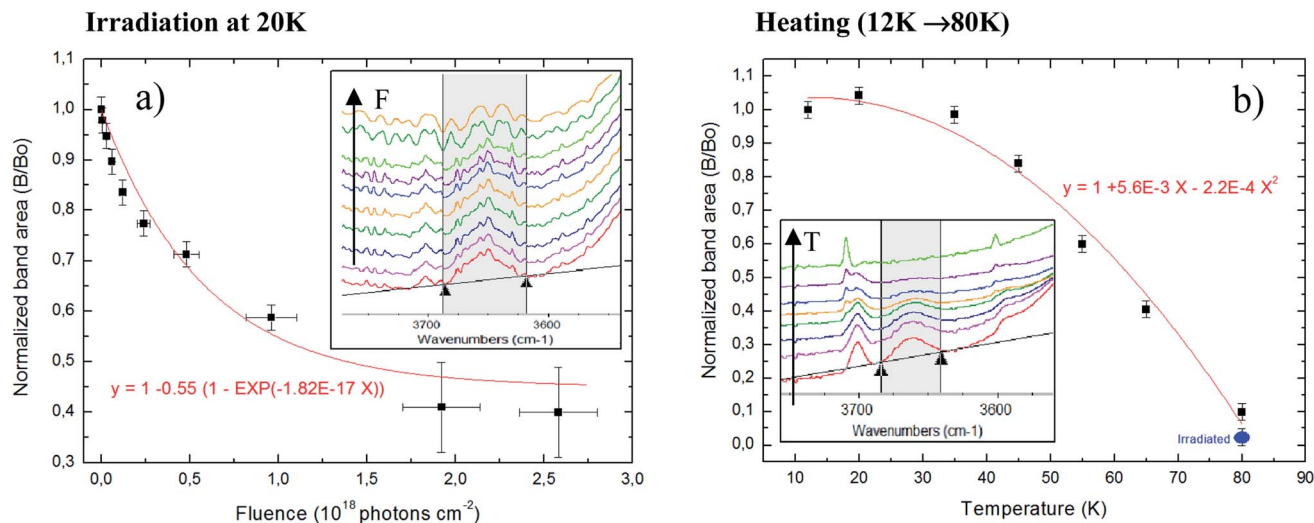 Irradiation at 20K
Normalized band area (B/Bo)
1,1
1,0
0,9
0,8
0,7
0,6
0,5
0,4
0,3
a)
F
3700 3600
Wavenumbers (cm-1)
y = 1 -0.55 (1 - EXP(-1.82E-17 X))
0,0 0,5 1,0 1,5 2,0 2,5 3,0
Fluence (10¹⁸ photons cm⁻²)
Heating (12K →80K)
Normalized band area (B/Bo)
1,1
1,0
0,9
0,8
0,7
0,6
0,5
0,4
0,3
0,2
0,1
0,0
b)
y = 1 +5.6E-3 X - 2.2E-4 X²
T
3700 3600
Wavenumbers (cm-1)
Irradiated
10 20 30 40 50 60 70 80 90
Temperature (K)